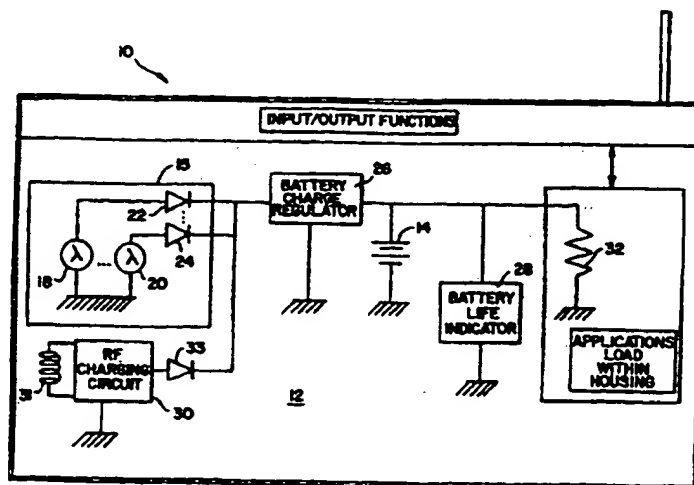 10
INPUT/OUTPUT FUNCTIONS
15
22
24
λ
18
...
λ
20
BATTERY
CHARGE
REGULATOR
26
14
28
BATTERY
LIFE
INDICATOR
32
APPLICATIONS
LOAD
WITHIN
HOUSING
31
RF
CHARGING
CIRCUIT
33
30
12